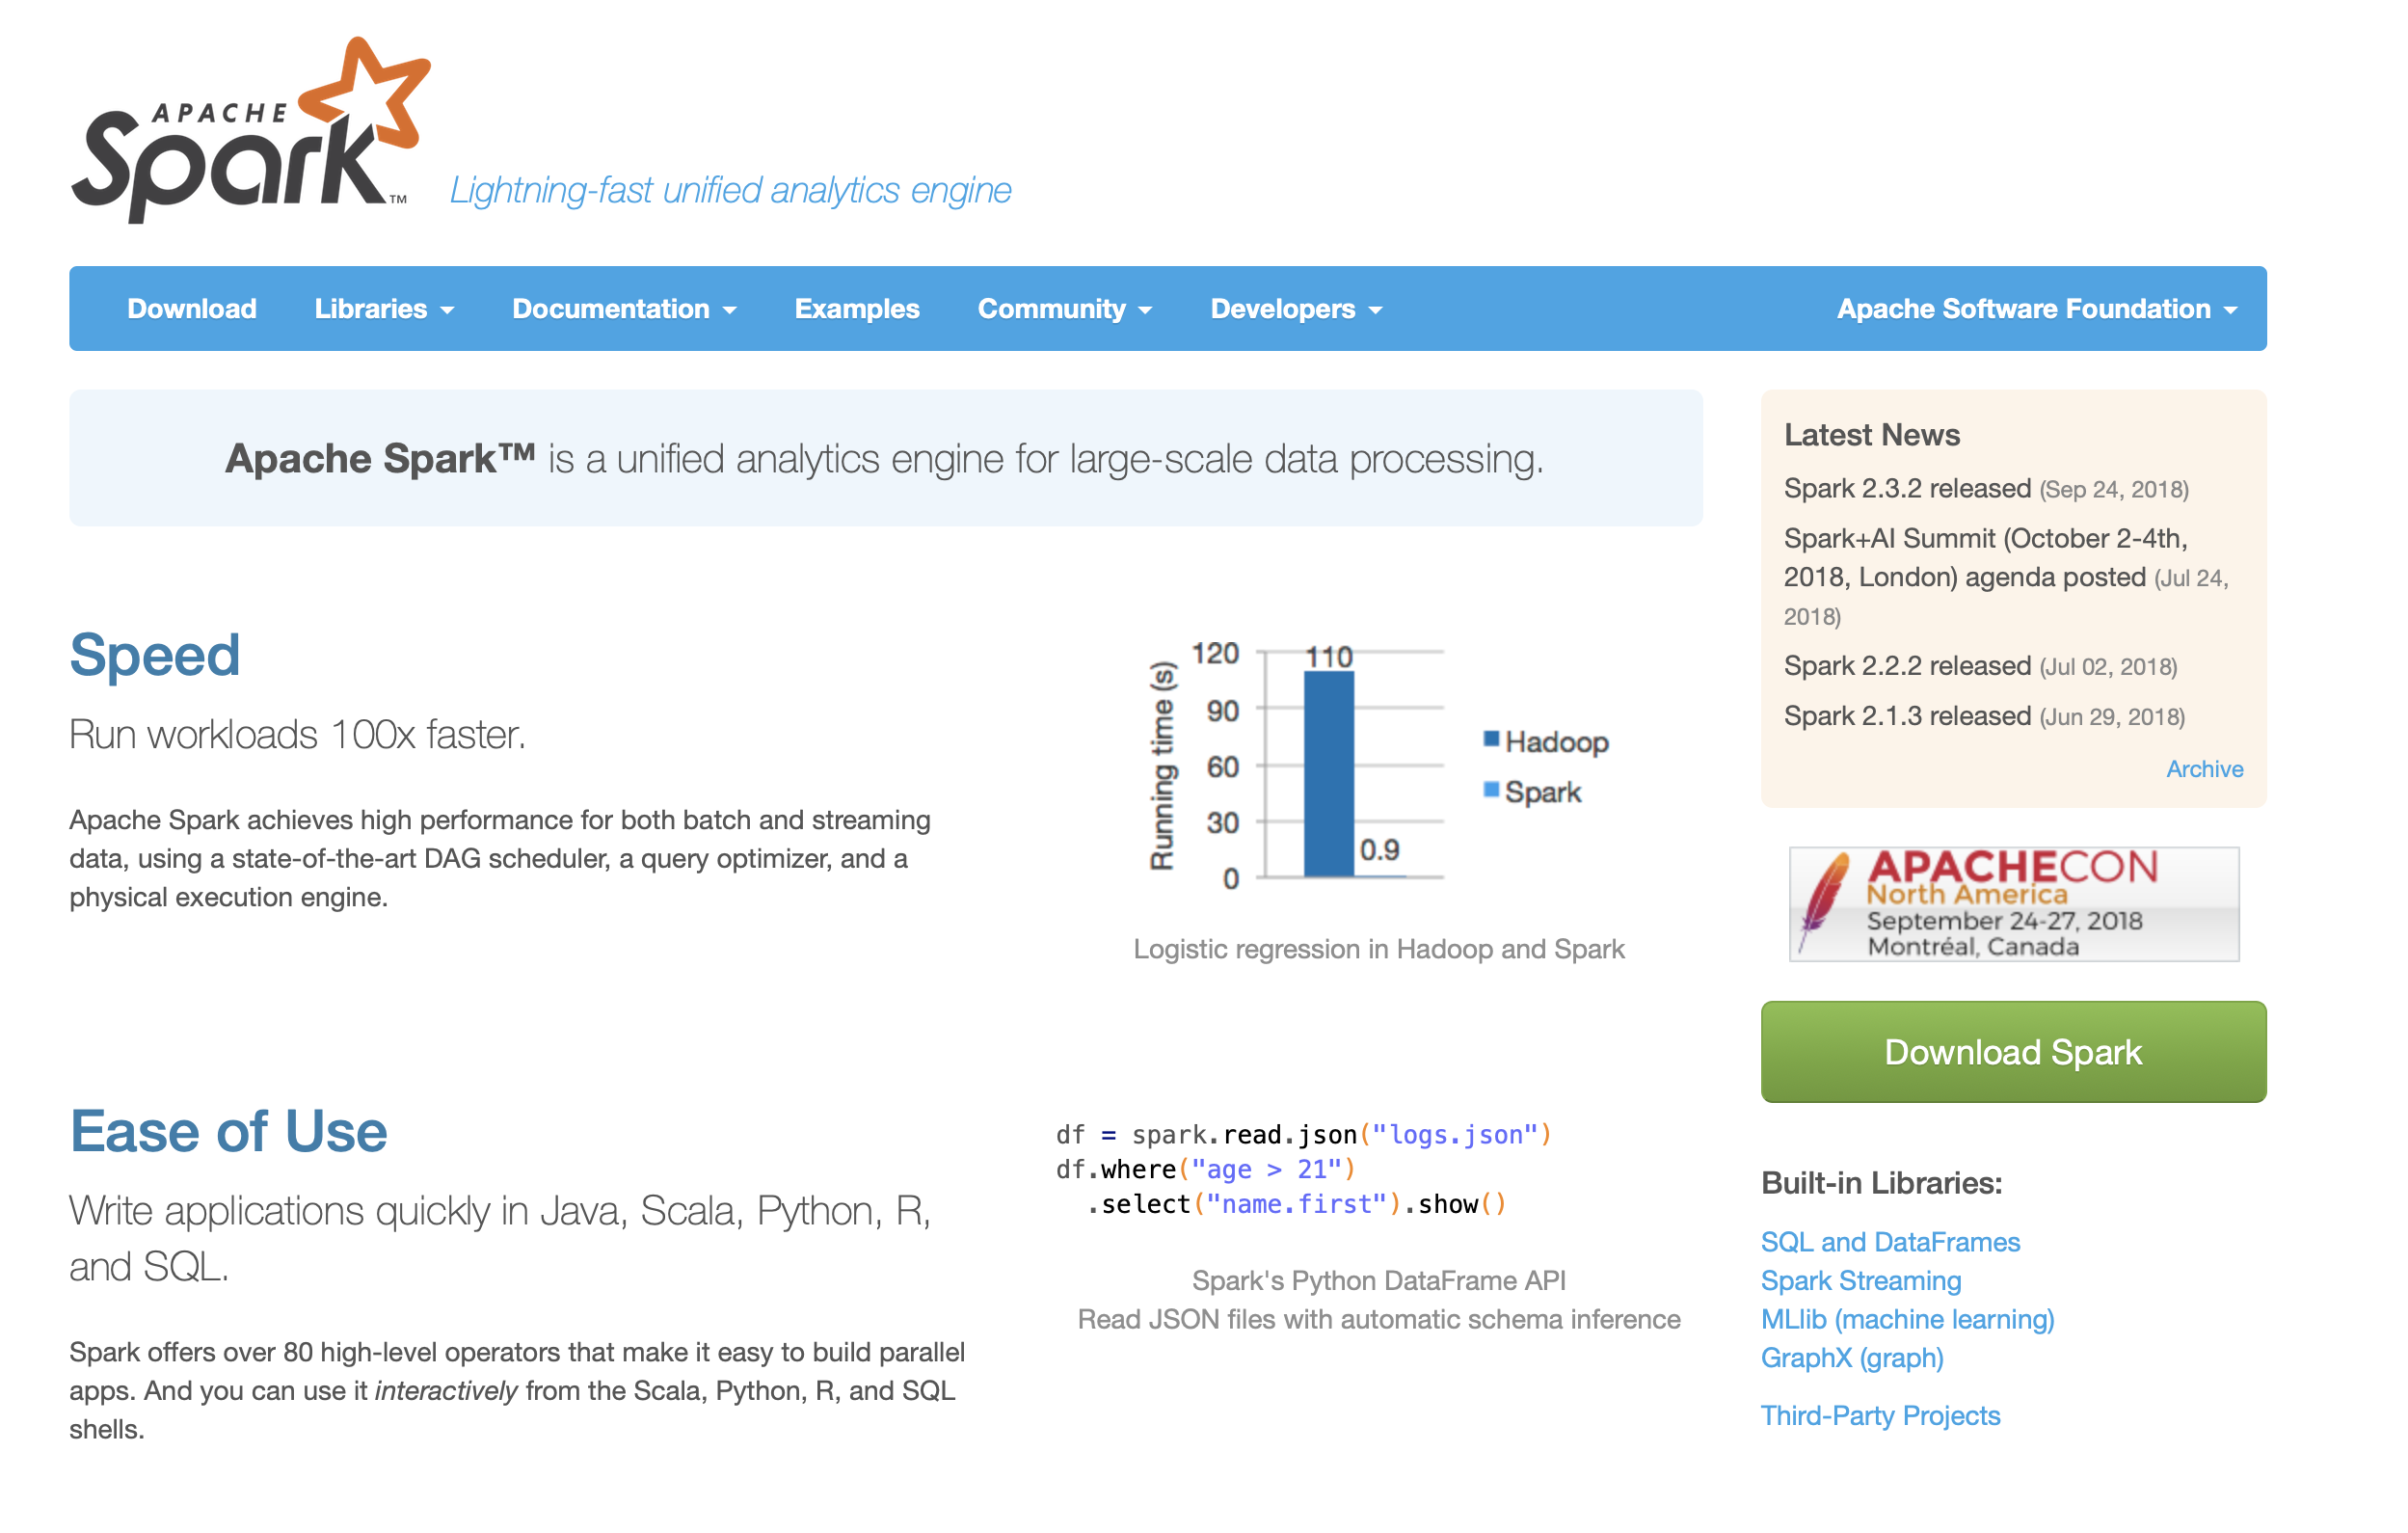 APACHE
Spark™
Lightning-fast unified analytics engine
Download Libraries Documentation Examples Community Developers Apache Software Foundation
Apache Spark™ is a unified analytics engine for large-scale data processing.
Speed
Run workloads 100x faster.
Apache Spark achieves high performance for both batch and streaming
data, using a state-of-the-art DAG scheduler, a query optimizer, and a
physical execution engine.
Running time (s)
120
90
60
30
0
110
0.9
Hadoop
Spark
Logistic regression in Hadoop and Spark
Ease of Use
Write applications quickly in Java, Scala, Python, R,
and SQL.
Spark offers over 80 high-level operators that make it easy to build parallel
apps. And you can use it interactively from the Scala, Python, R, and SQL
shells.
df = spark.read.json("logs.json")
df.where("age > 21")
.select("name.first").show()
Spark's Python DataFrame API
Read JSON files with automatic schema inference
Latest News
Spark 2.3.2 released (Sep 24, 2018)
Spark+AI Summit (October 2-4th,
2018, London) agenda posted (Jul 24,
2018)
Spark 2.2.2 released (Jul 02, 2018)
Spark 2.1.3 released (Jun 29, 2018)
Archive
APACHECON
North America
September 24-27, 2018
Montréal, Canada
Download Spark
Built-in Libraries:
SQL and DataFrames
Spark Streaming
MLlib (machine learning)
GraphX (graph)
Third-Party Projects